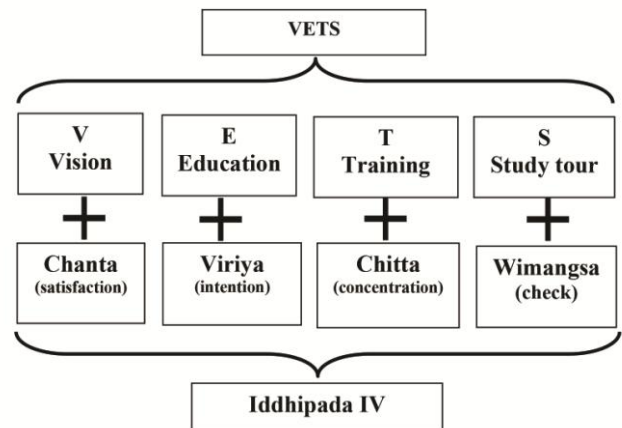 VETS
V
Vision
E
Education
T
Training
S
Study tour
Chanta
(satisfaction)
Viriya
(intention)
Chitta
(concentration)
Wimangsa
(check)
Iddhipada IV